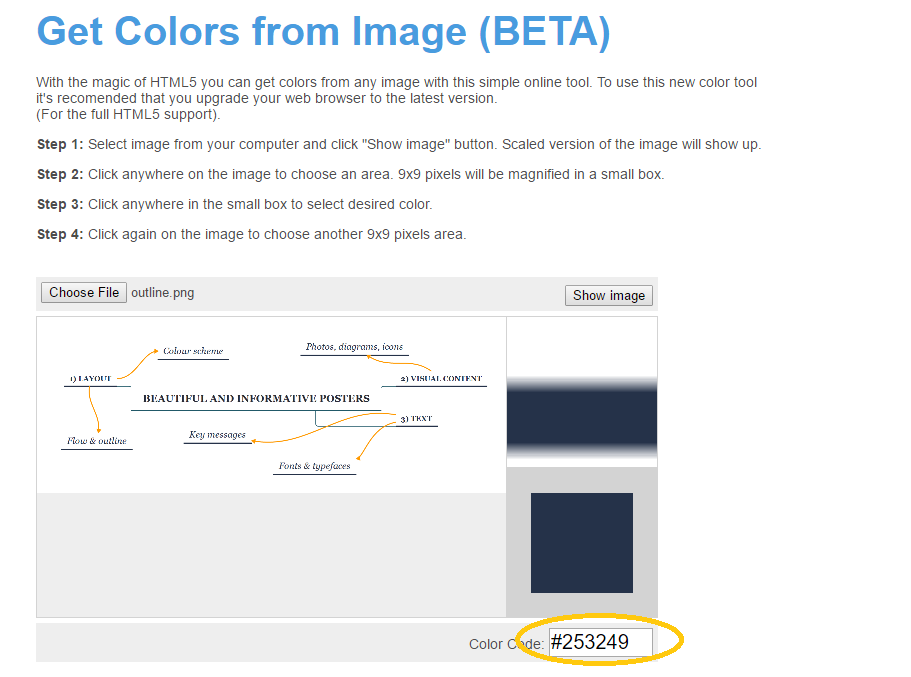 Get Colors from Image (BETA)
With the magic of HTML5 you can get colors from any image with this simple online tool. To use this new color tool
it's recomended that you upgrade your web browser to the latest version.
(For the full HTML5 support).
Step 1: Select image from your computer and click "Show image" button. Scaled version of the image will show up.
Step 2: Click anywhere on the image to choose an area. 9x9 pixels will be magnified in a small box.
Step 3: Click anywhere in the small box to select desired color.
Step 4: Click again on the image to choose another 9x9 pixels area.
Choose File outline.png
Show image
Colour scheme
Photos, diagrams, icons
1) LAYOUT
2) VISUAL CONTENT
BEAUTIFUL AND INFORMATIVE POSTERS
3) TEXT
Flow & outline
Key messages
Fonts & typefaces
Color Code: #253249